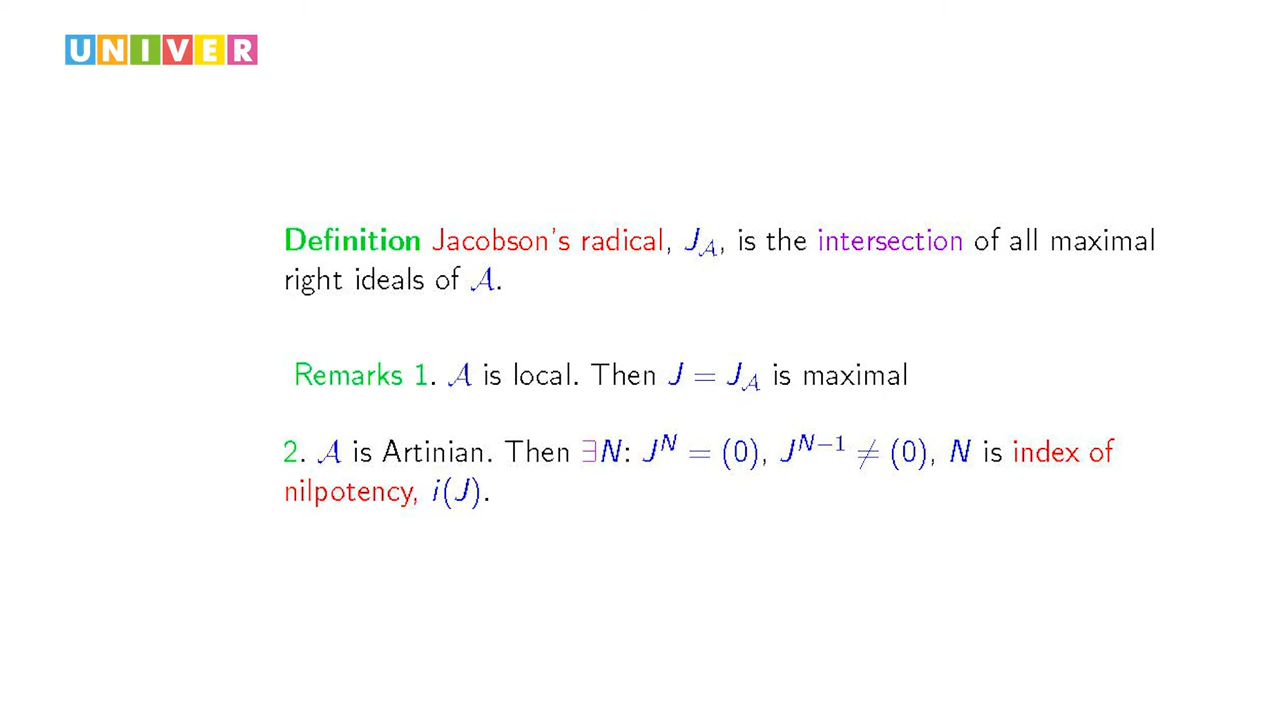 UNIVER
Definition Jacobson's radical, J_𝒜, is the intersection of all maximal
right ideals of 𝒜.
Remarks 1. 𝒜 is local. Then J = J_𝒜 is maximal
2. 𝒜 is Artinian. Then ∃N: J^N = (0), J^{N−1} ≠ (0), N is index of
nilpotency, i(J).